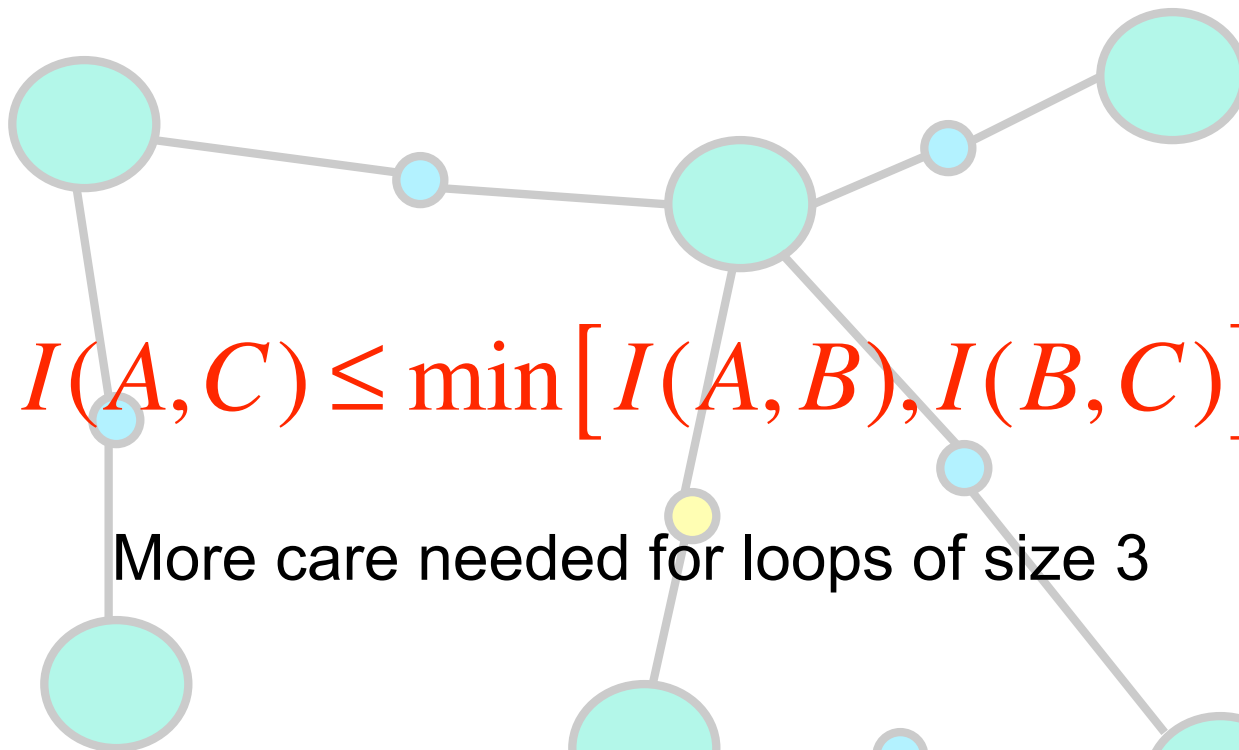 I(A,C) ≤ min[I(A,B),I(B,C)]
More care needed for loops of size 3